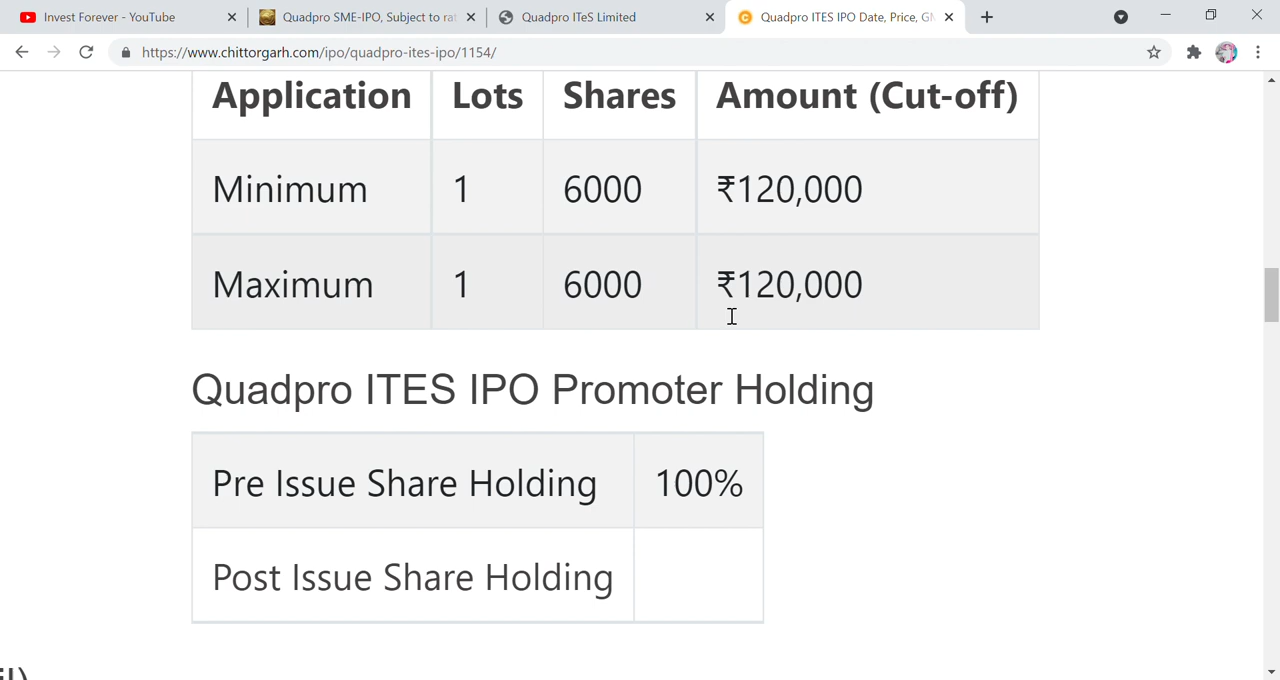 Invest Forever - YouTube
Quadpro SME-IPO, Subject to rat
Quadpro ITeS Limited
Quadpro ITES IPO Date, Price, GM
https://www.chittorgarh.com/ipo/quadpro-ites-ipo/1154/
Application Lots Shares Amount (Cut-off)
Minimum 1 6000 ₹120,000
Maximum 1 6000 ₹120,000
Quadpro ITES IPO Promoter Holding
Pre Issue Share Holding 100%
Post Issue Share Holding